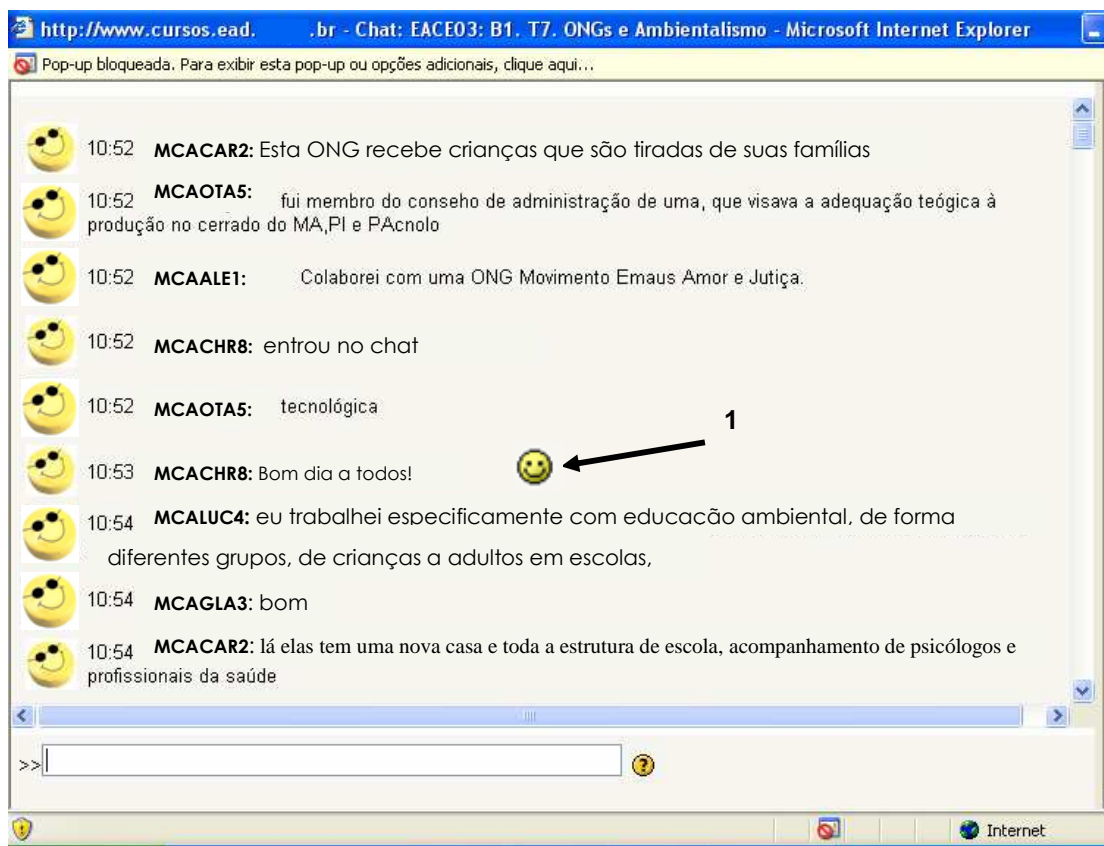 http://www.cursos.ead. .br - Chat: EACE03: B1. T7. ONGs e Ambientalismo - Microsoft Internet Explorer
Pop-up bloqueada. Para exibir esta pop-up ou opções adicionais, clique aqui...
10:52 MCACAR2: Esta ONG recebe crianças que são tiradas de suas famílias
10:52 MCAOTA5: fui membro do conseho de administração de uma, que visava a adequação teógica à
produção no cerrado do MA,PI e PAcnolo
10:52 MCAALE1: Colaborei com uma ONG Movimento Emaus Amor e Jutiça.
10:52 MCACHR8: entrou no chat
10:52 MCAOTA5: tecnológica
1
10:53 MCACHR8: Bom dia a todos!
10:54 MCALUC4: eu trabalhei especificamente com educação ambiental, de forma
diferentes grupos, de crianças a adultos em escolas,
10:54 MCAGLA3: bom
10:54 MCACAR2: lá elas tem uma nova casa e toda a estrutura de escola, acompanhamento de psicólogos e
profissionais da saúde
>>
Internet